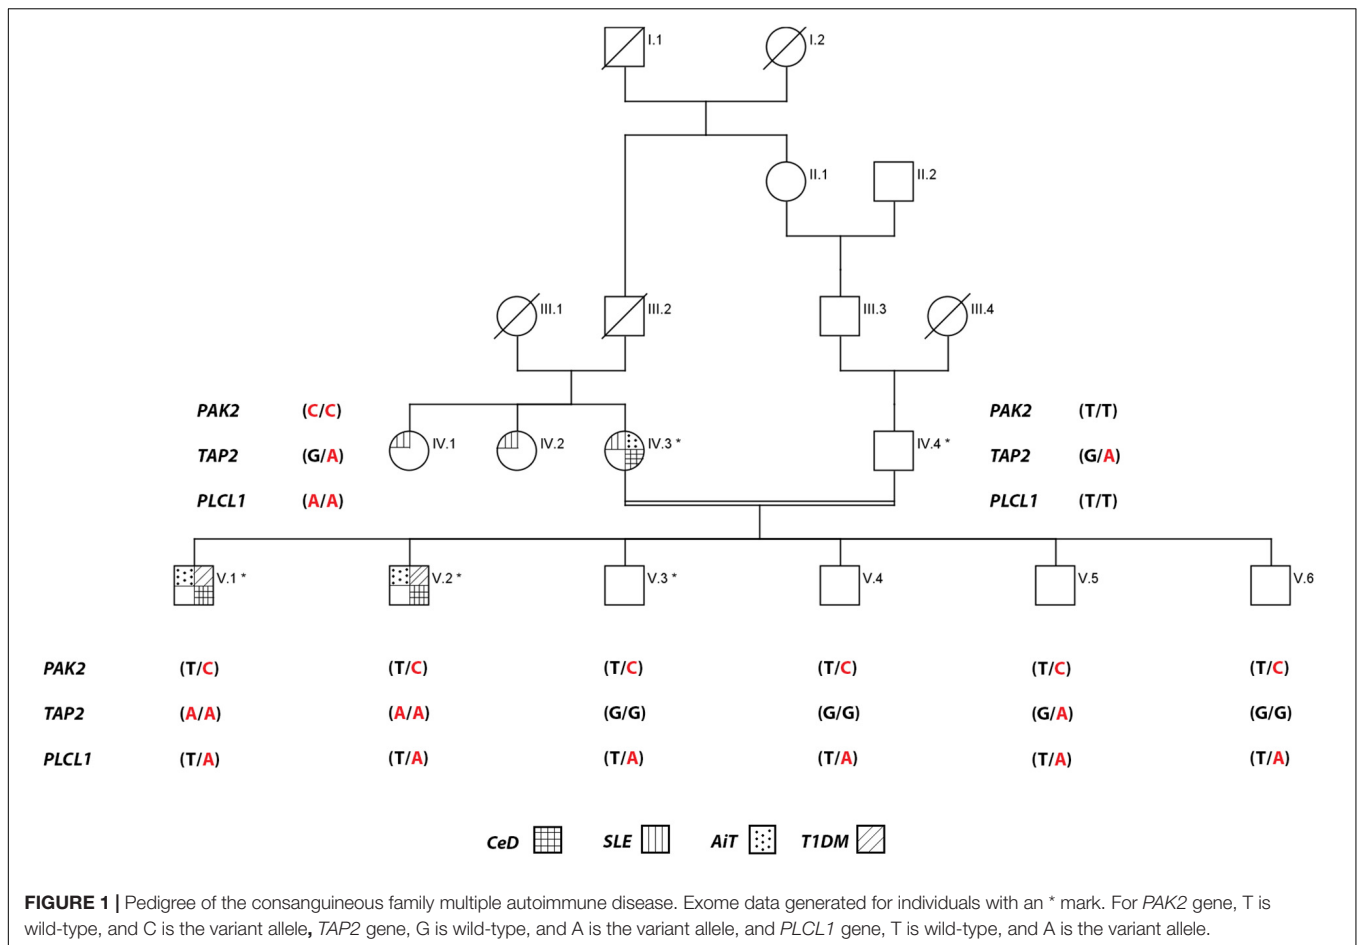 I.1 I.2
II.1 II.2
III.1 III.2 III.3 III.4
PAK2 (C/C) PAK2 (T/T)
TAP2 (G/A) IV.1 IV.2 IV.3 * IV.4 * TAP2 (G/A)
PLCL1 (A/A) PLCL1 (T/T)
V.1 * V.2 * V.3 * V.4 V.5 V.6
PAK2 (T/C) (T/C) (T/C) (T/C) (T/C) (T/C)
TAP2 (A/A) (A/A) (G/G) (G/G) (G/A) (G/G)
PLCL1 (T/A) (T/A) (T/A) (T/A) (T/A) (T/A)
CeD SLE AiT T1DM
FIGURE 1 | Pedigree of the consanguineous family multiple autoimmune disease. Exome data generated for individuals with an * mark. For PAK2 gene, T is
wild-type, and C is the variant allele, TAP2 gene, G is wild-type, and A is the variant allele, and PLCL1 gene, T is wild-type, and A is the variant allele.